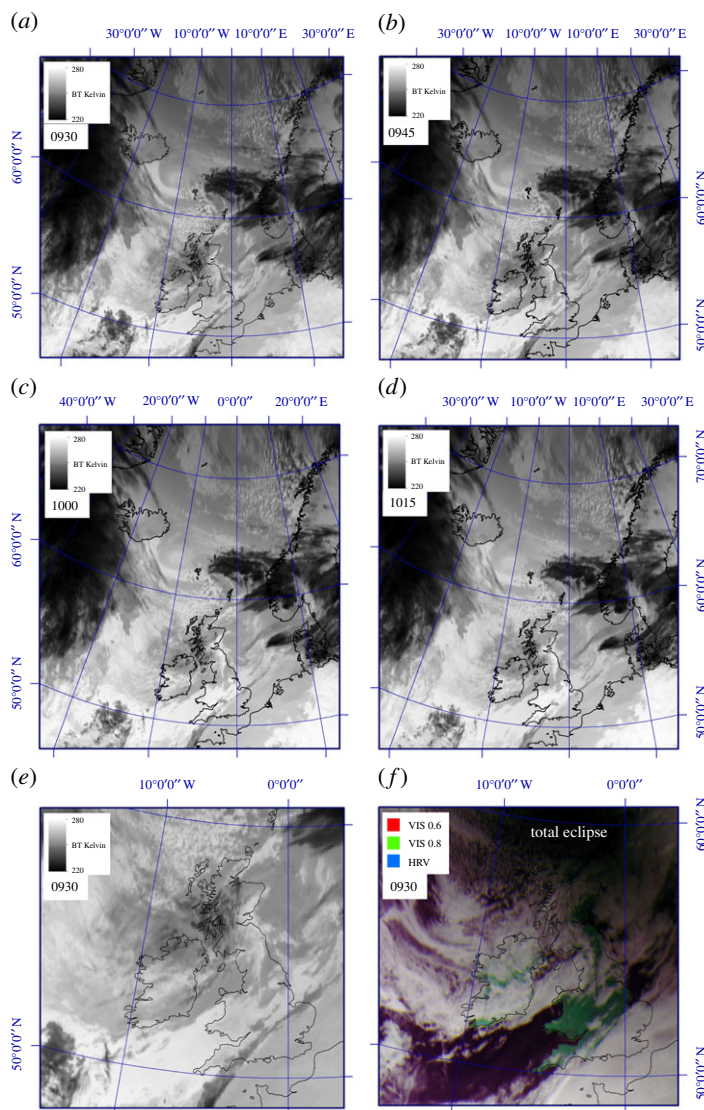 (a)
30°0′0″ W 10°0′0″ W 10°0′0″ E 30°0′0″ E
280
BT Kelvin
220
0930
60°0′0″ N
50°0′0″ N
(b)
30°0′0″ W 10°0′0″ W 10°0′0″ E 30°0′0″ E
280
BT Kelvin
220
0945
60°0′0″ N
50°0′0″ N
(c)
40°0′0″ W 20°0′0″ W 0°0′0″ 20°0′0″ E
280
BT Kelvin
220
1000
60°0′0″ N
50°0′0″ N
(d)
30°0′0″ W 10°0′0″ W 10°0′0″ E 30°0′0″ E
280
BT Kelvin
220
1015
70°0′0″ N
60°0′0″ N
50°0′0″ N
(e)
10°0′0″ W 0°0′0″
280
BT Kelvin
220
0930
50°0′0″ N
(f)
10°0′0″ W 0°0′0″
VIS 0.6
VIS 0.8
HRV
0930
total eclipse
60°0′0″ N
50°0′0″ N